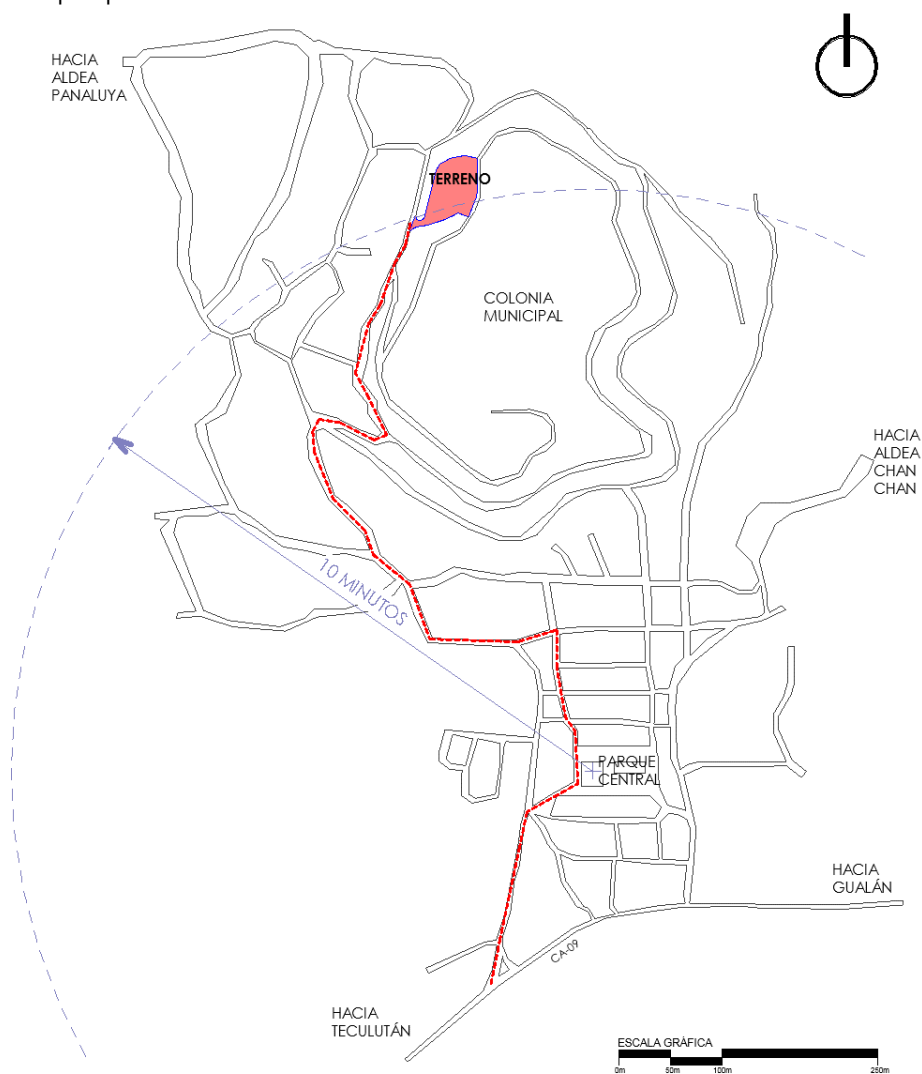 HACIA
ALDEA
PANALUYA
TERRENO
COLONIA
MUNICIPAL
HACIA
ALDEA
CHAN
CHAN
10 MINUTOS
PARQUE
CENTRAL
HACIA
GUALÁN
CA-09
HACIA
TECULUTÁN
ESCALA GRÁFICA
0m 50m 100m 250m